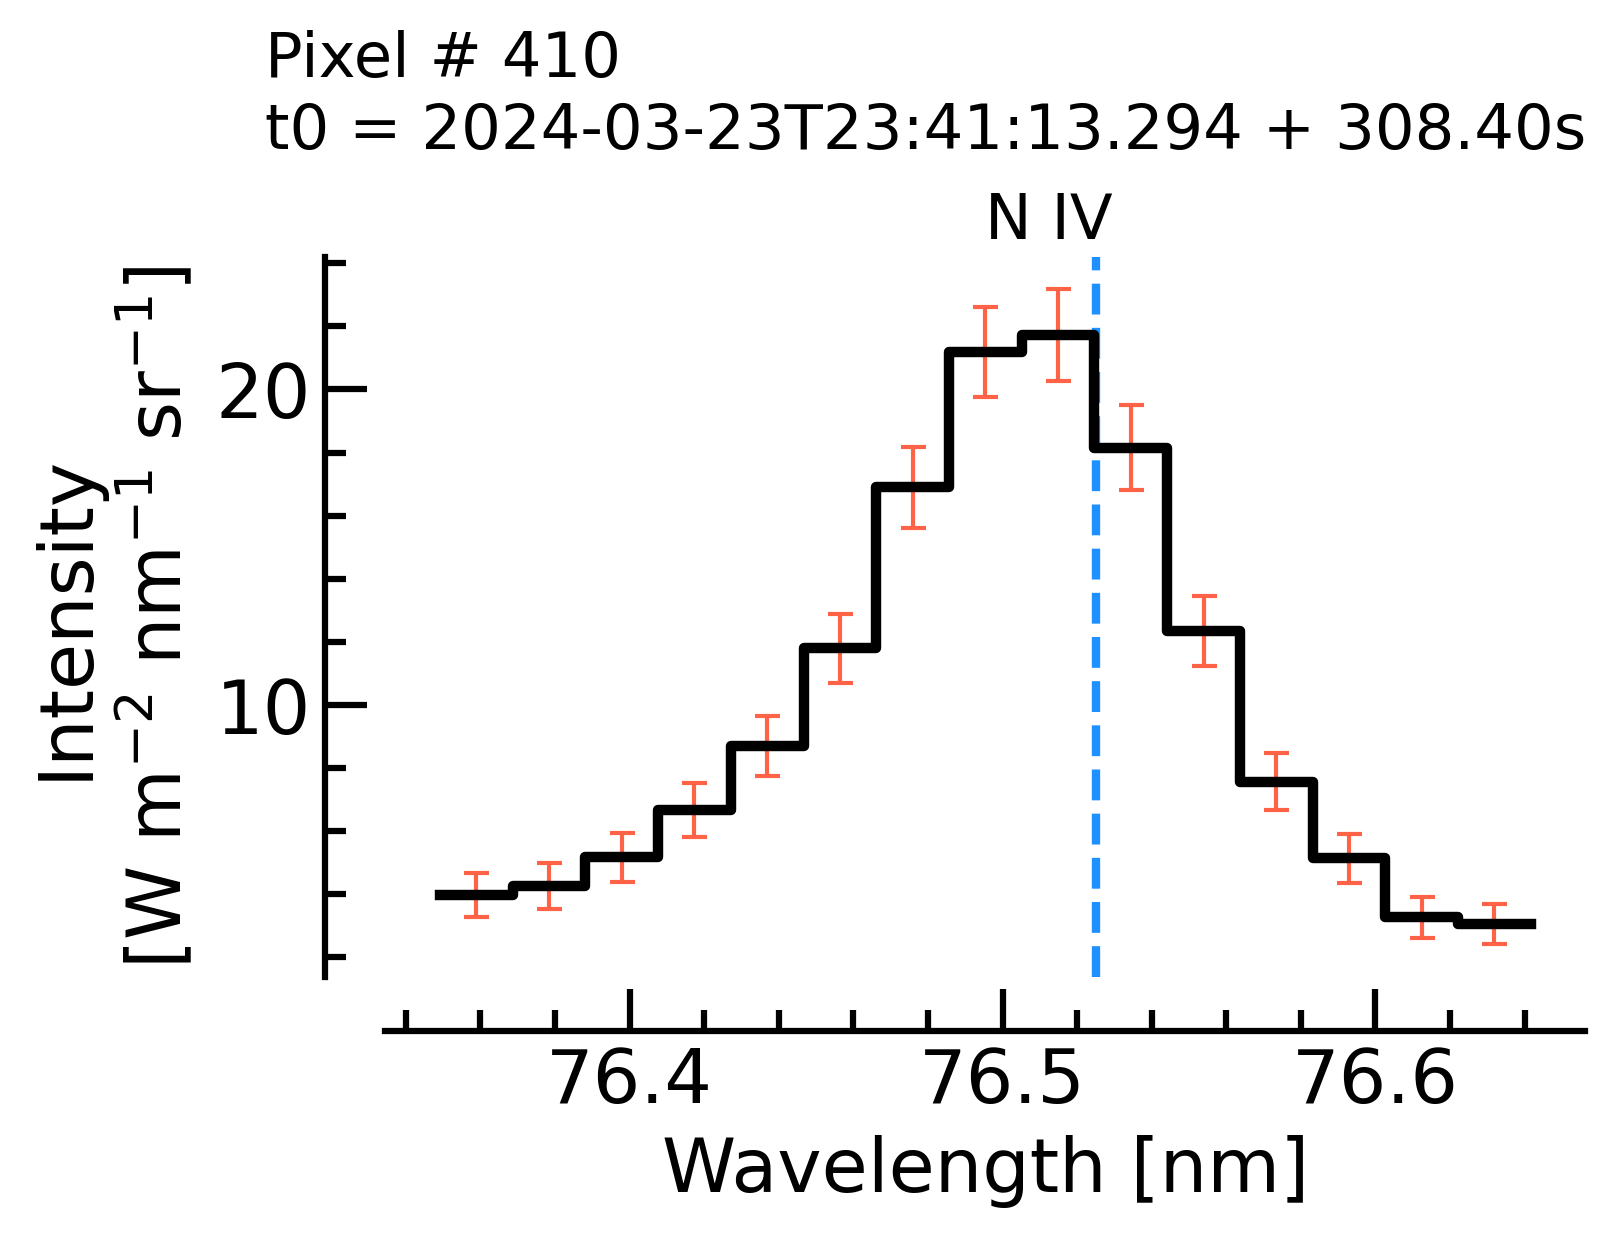 Pixel # 410
t0 = 2024-03-23T23:41:13.294 + 308.40s
N IV
Intensity
[W m⁻² nm⁻¹ sr⁻¹]
20
10
76.4 76.5 76.6
Wavelength [nm]